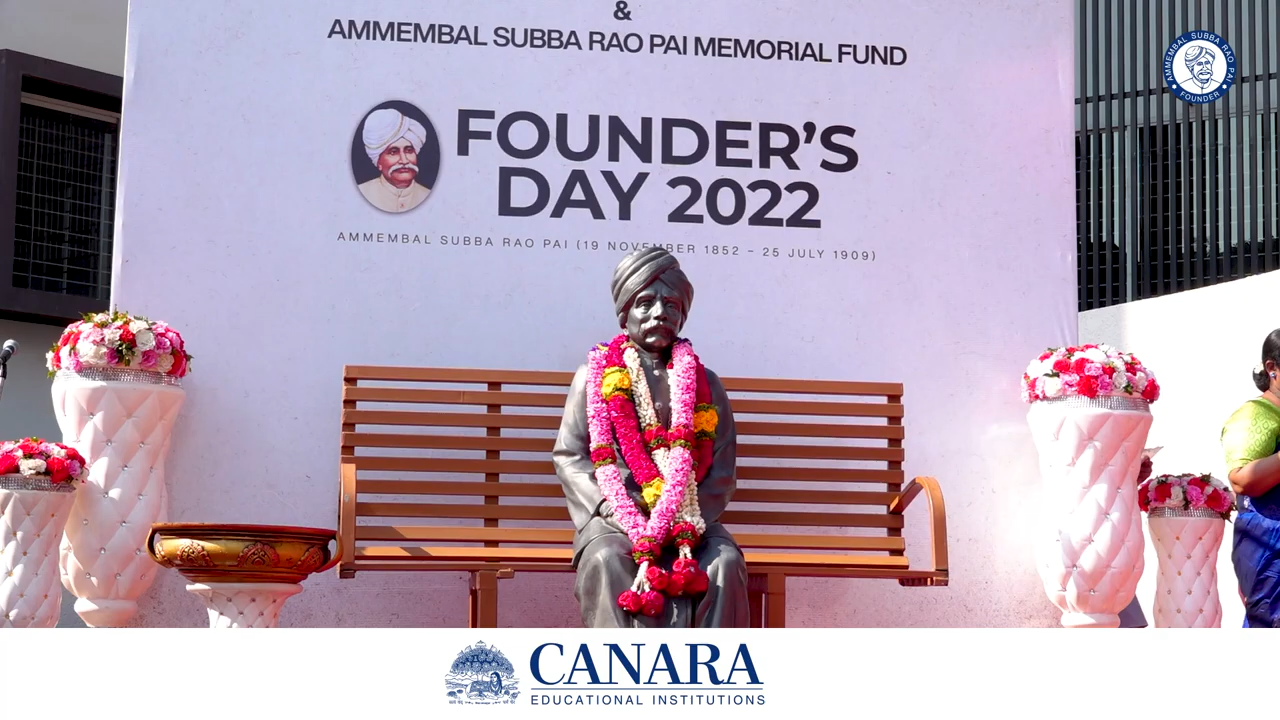 &
AMMEMBAL SUBBA RAO PAI MEMORIAL FUND
FOUNDER'S
DAY 2022
AMMEMBAL SUBBA RAO PAI (19 NOVEMBER 1852 – 25 JULY 1909)
AMMEMBAL SUBBA RAO PAI
FOUNDER
CANARA
EDUCATIONAL INSTITUTIONS